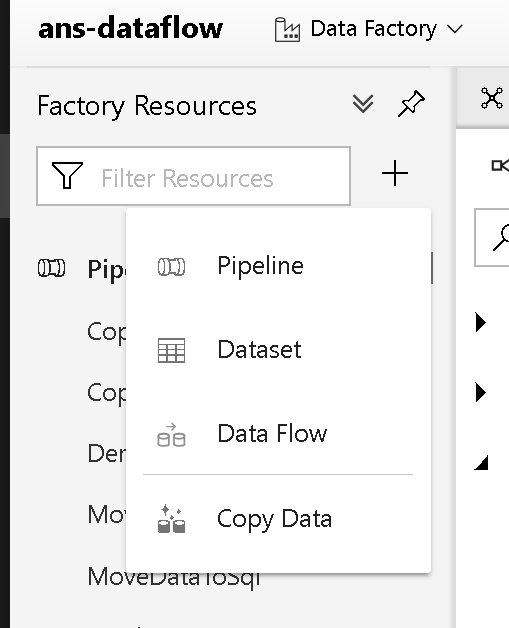 ans-dataflow
Data Factory
Factory Resources
Filter Resources
Pipeline
Dataset
Data Flow
Copy Data
MoveDataToSql